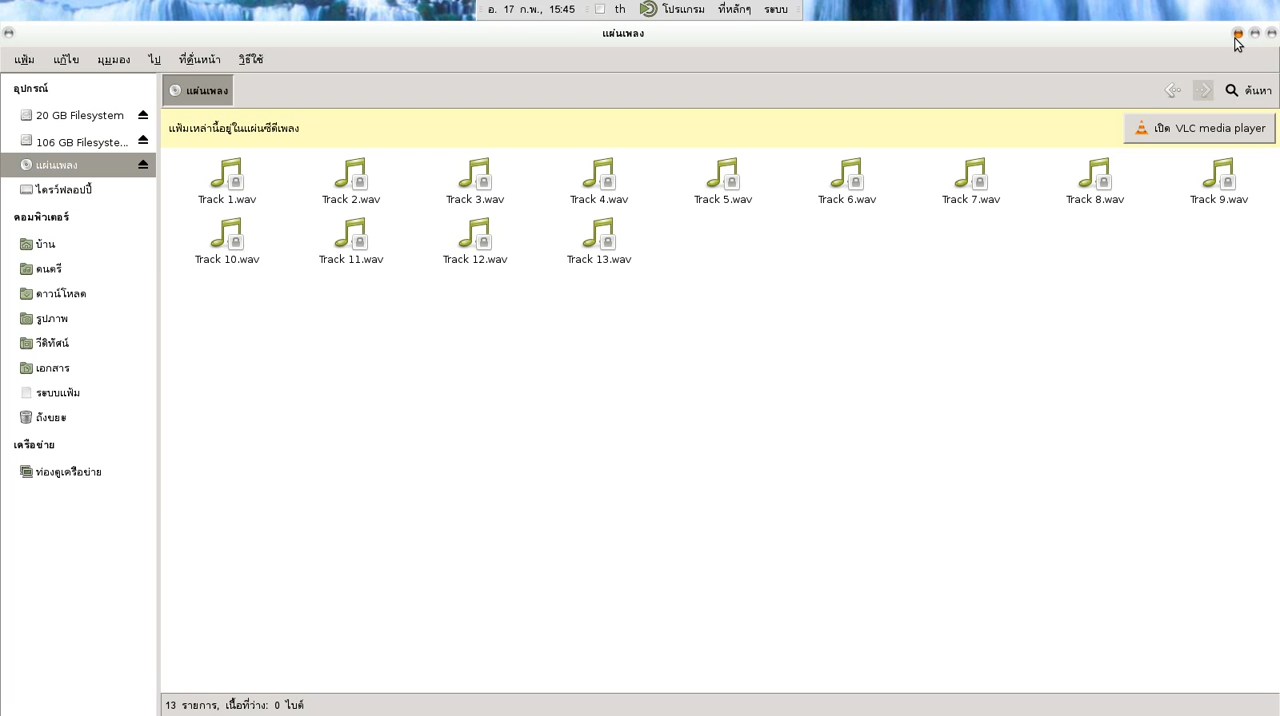 อ. 17 ก.พ., 15:45 th โปรแกรม ที่หลักๆ ระบบ
แผ่นเพลง
แฟ้ม แก้ไข มุมมอง ไป ที่คั่นหน้า วิธีใช้
อุปกรณ์
20 GB Filesystem
106 GB Filesyste...
แผ่นเพลง
ไดรว์ฟลอปปี้
คอมพิวเตอร์
บ้าน
ดนตรี
ดาวน์โหลด
รูปภาพ
วีดิทัศน์
เอกสาร
ระบบแฟ้ม
ถังขยะ
เครือข่าย
ท่องดูเครือข่าย
แผ่นเพลง ค้นหา
แฟ้มเหล่านี้อยู่ในแผ่นซีดีเพลง เปิด VLC media player
Track 1.wav Track 2.wav Track 3.wav Track 4.wav Track 5.wav Track 6.wav Track 7.wav Track 8.wav Track 9.wav
Track 10.wav Track 11.wav Track 12.wav Track 13.wav
13 รายการ, เนื้อที่ว่าง: 0 ไบต์